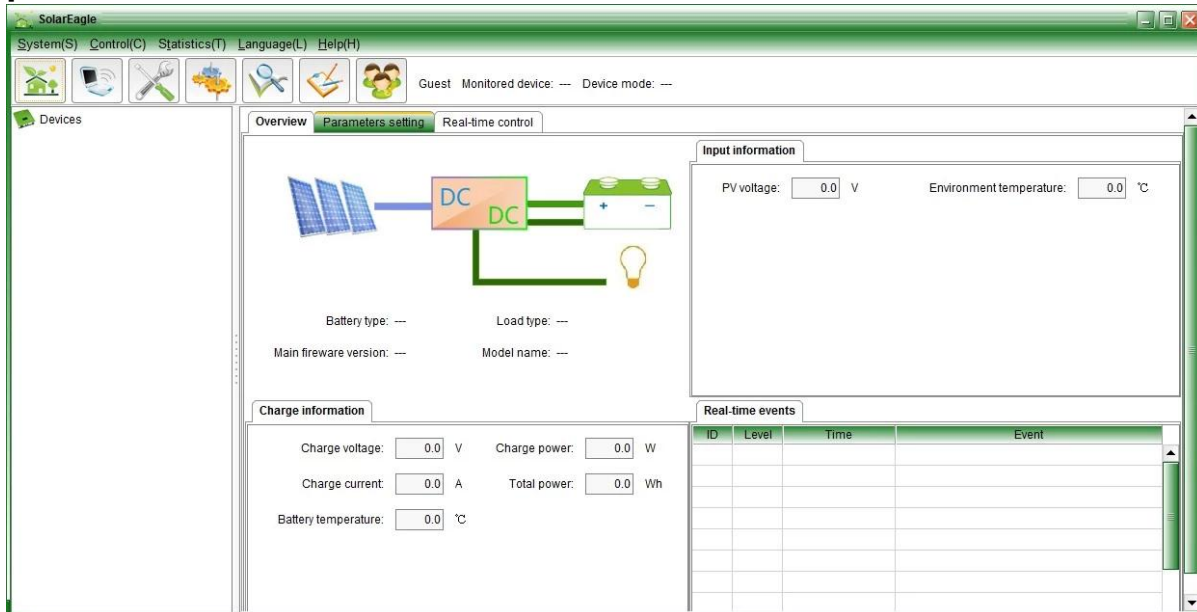 SolarEagle
System(S) Control(C) Statistics(T) Language(L) Help(H)
Guest Monitored device: --- Device mode: ---
Devices
Overview Parameters setting Real-time control
DC
DC
+ −
Battery type: --- Load type: ---
Main fireware version: --- Model name: ---
Input information
PV voltage: 0.0 V Environment temperature: 0.0 ℃
Charge information
Charge voltage: 0.0 V Charge power: 0.0 W
Charge current: 0.0 A Total power: 0.0 Wh
Battery temperature: 0.0 ℃
Real-time events
ID Level Time Event